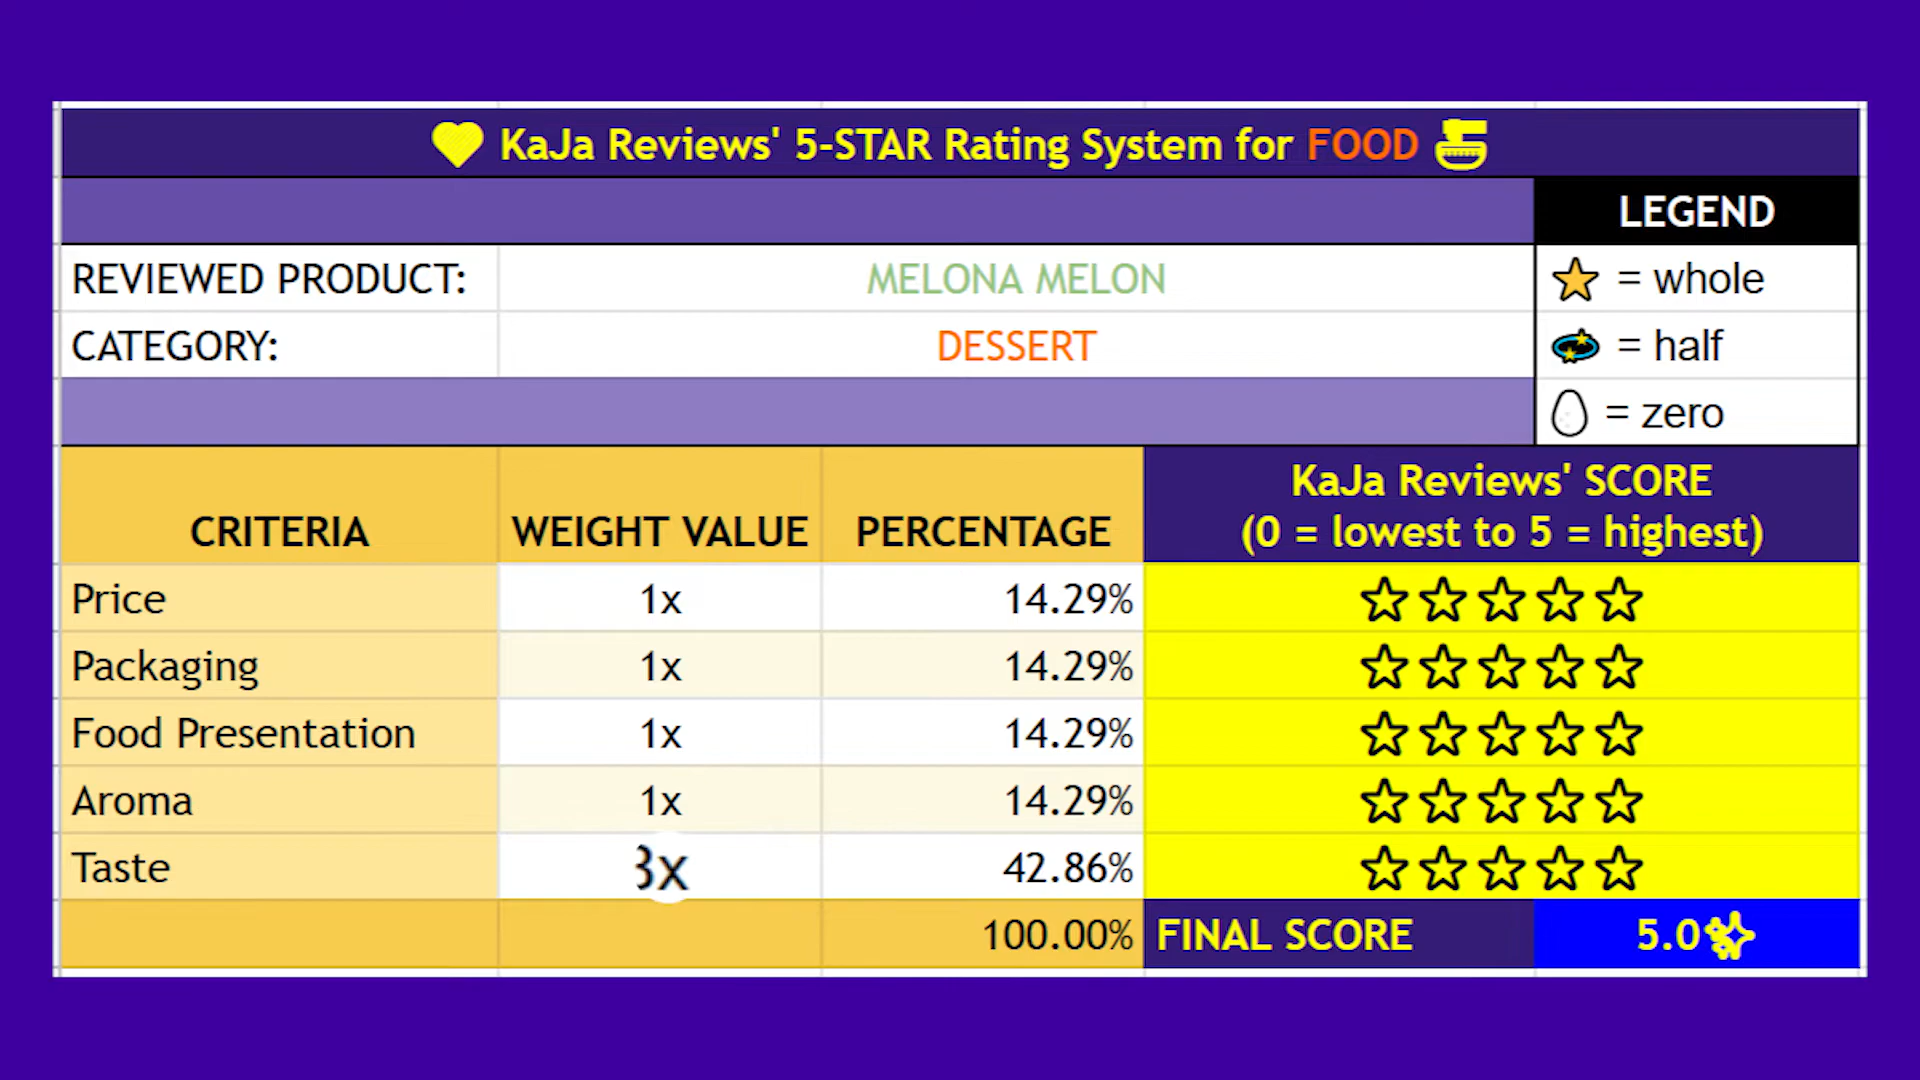 KaJa Reviews' 5-STAR Rating System for FOOD
LEGEND
REVIEWED PRODUCT: MELONA MELON
= whole
CATEGORY: DESSERT
= half
= zero
CRITERIA WEIGHT VALUE PERCENTAGE KaJa Reviews' SCORE
(0 = lowest to 5 = highest)
Price 1x 14.29%
Packaging 1x 14.29%
Food Presentation 1x 14.29%
Aroma 1x 14.29%
Taste 3x 42.86%
100.00% FINAL SCORE 5.0